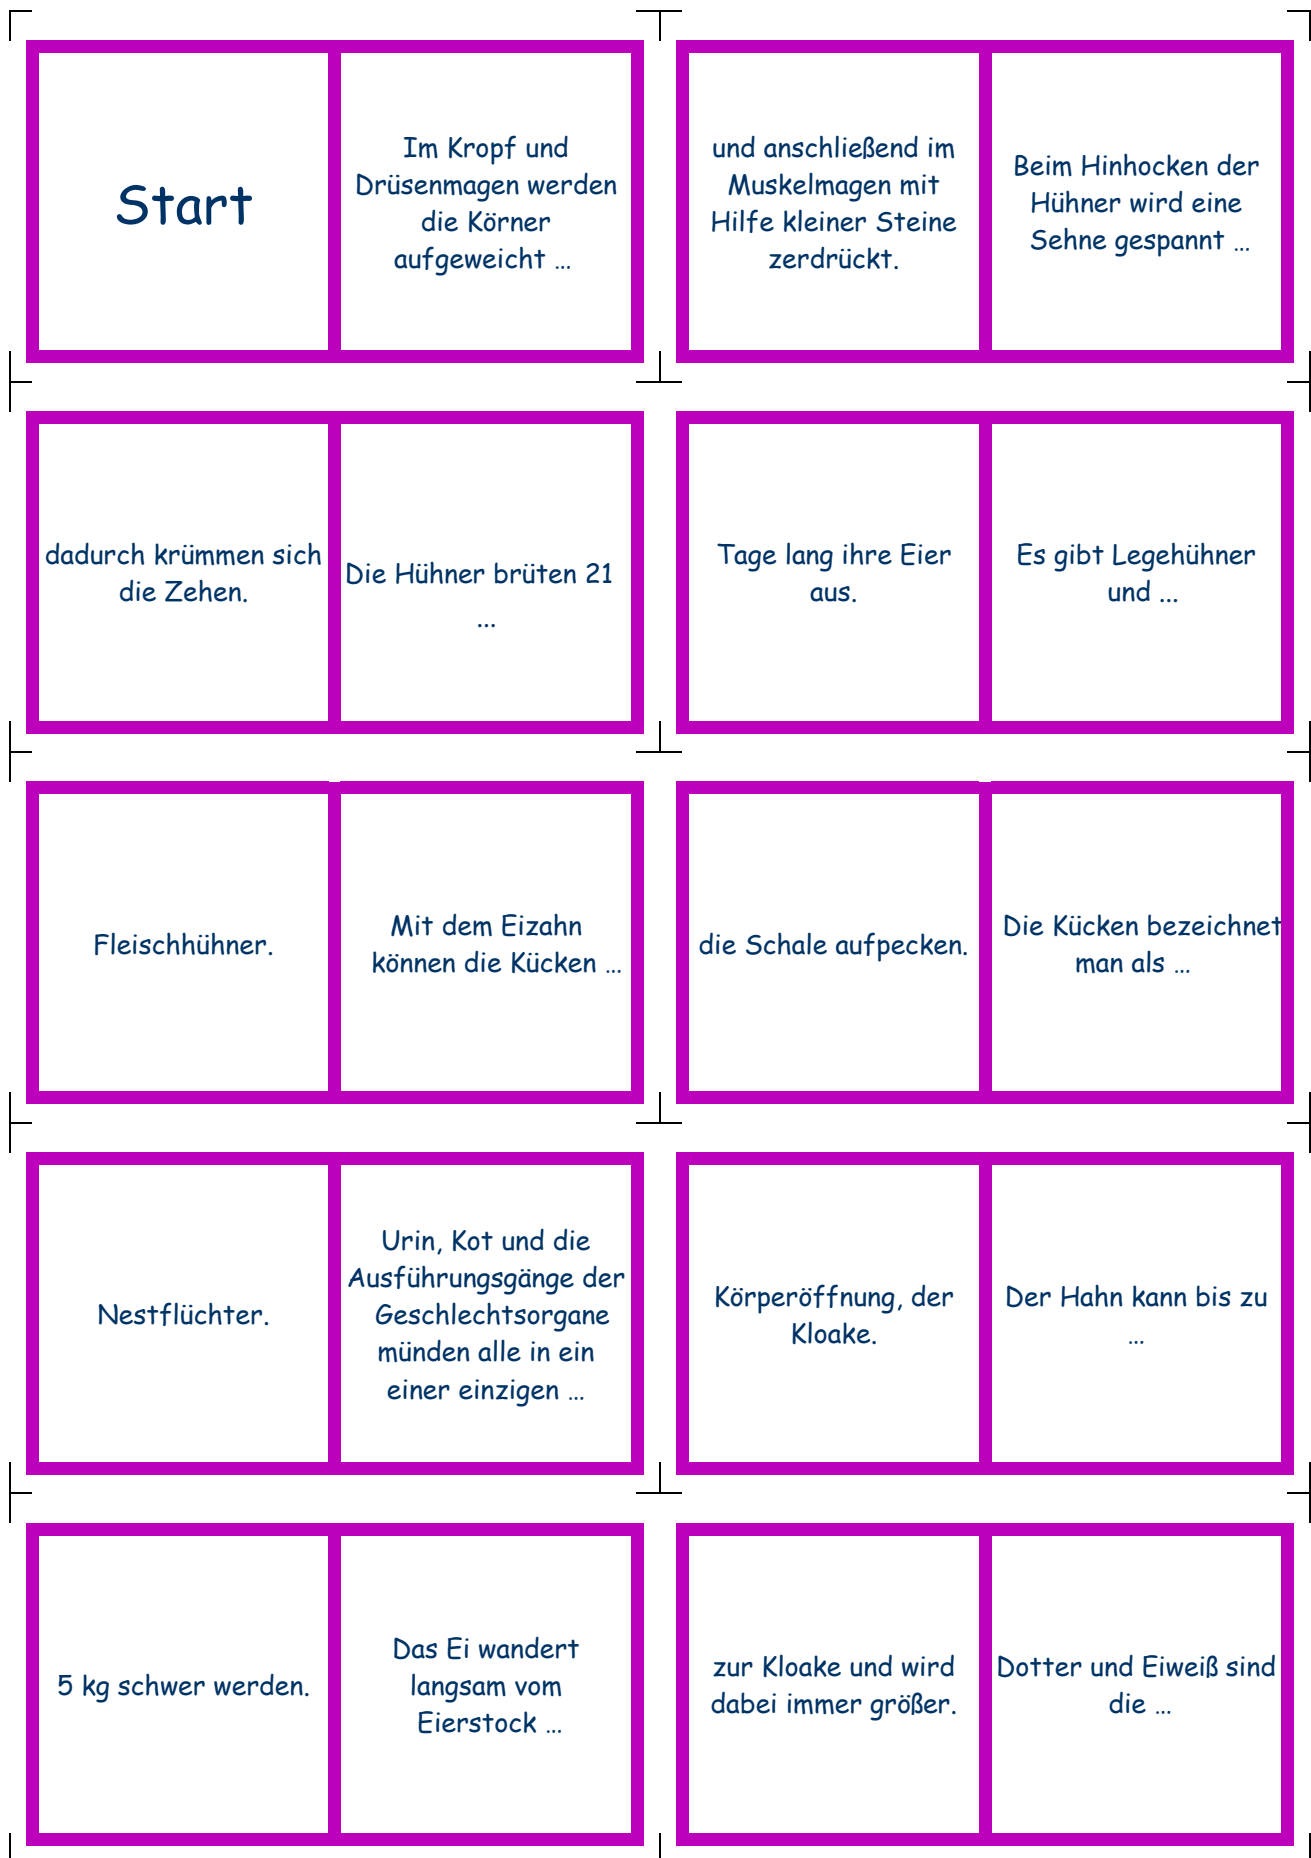 Start
Im Kropf und
Drüsenmagen werden
die Körner
aufgeweicht …
und anschließend im
Muskelmagen mit
Hilfe kleiner Steine
zerdrückt.
Beim Hinhocken der
Hühner wird eine
Sehne gespannt …
dadurch krümmen sich
die Zehen.
Die Hühner brüten 21
...
Tage lang ihre Eier
aus.
Es gibt Legehühner
und ...
Fleischhühner.
Mit dem Eizahn
können die Kücken …
die Schale aufpecken.
Die Kücken bezeichnet
man als …
Nestflüchter.
Urin, Kot und die
Ausführungsgänge der
Geschlechtsorgane
münden alle in ein
einer einzigen …
Körperöffnung, der
Kloake.
Der Hahn kann bis zu
…
5 kg schwer werden.
Das Ei wandert
langsam vom
Eierstock …
zur Kloake und wird
dabei immer größer.
Dotter und Eiweiß sind
die …